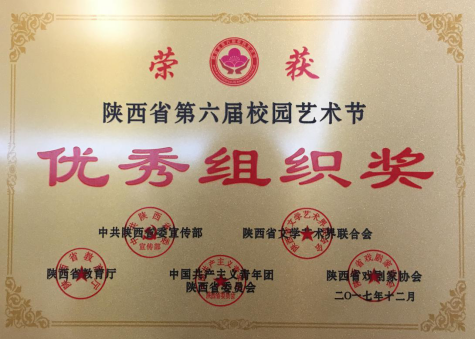 荣获
陕西省第六届校园艺术节
优秀组织奖
中共陕西省委宣传部 陕西省文学艺术界联合会
陕西省教育厅 中国共产主义青年团 陕西省戏剧家协会
陕西省委员会
二〇一七年十二月